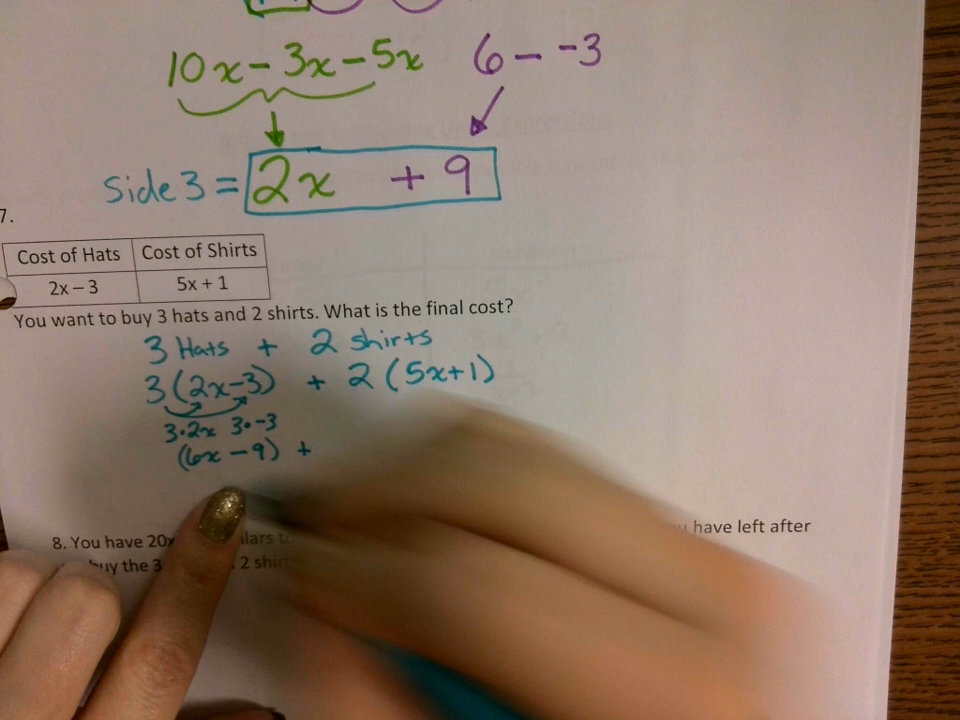 10x - 3x - 5x 6 - -3
side 3 = 2x + 9
7.
Cost of Hats Cost of Shirts
2x – 3 5x + 1
You want to buy 3 hats and 2 shirts. What is the final cost?
3 Hats + 2 shirts
3(2x-3) + 2(5x+1)
3•2x 3•-3
(6x - 9) +
8. You have 20x have left after
buy the 3 2